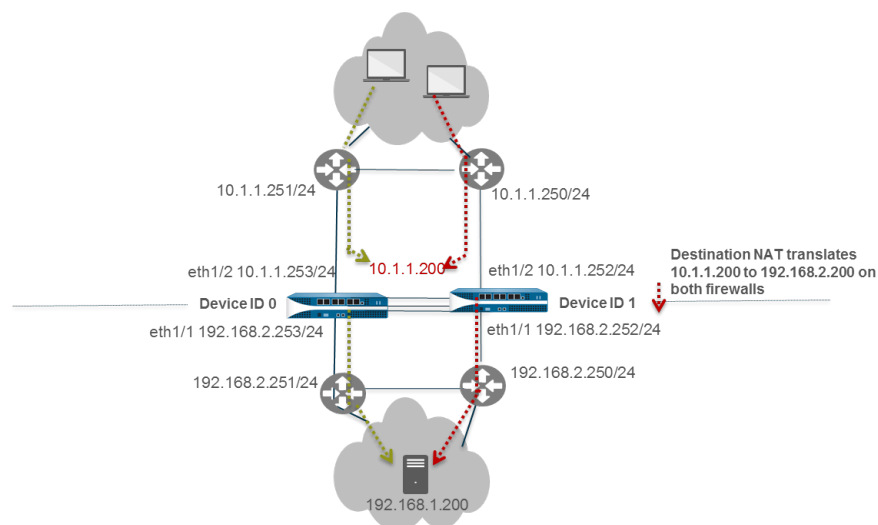 10.1.1.251/24
10.1.1.250/24
eth1/2 10.1.1.253/24
10.1.1.200
eth1/2 10.1.1.252/24
Destination NAT translates
10.1.1.200 to 192.168.2.200 on
both firewalls
Device ID 0
Device ID 1
eth1/1 192.168.2.253/24
eth1/1 192.168.2.252/24
192.168.2.251/24
192.168.2.250/24
192.168.1.200